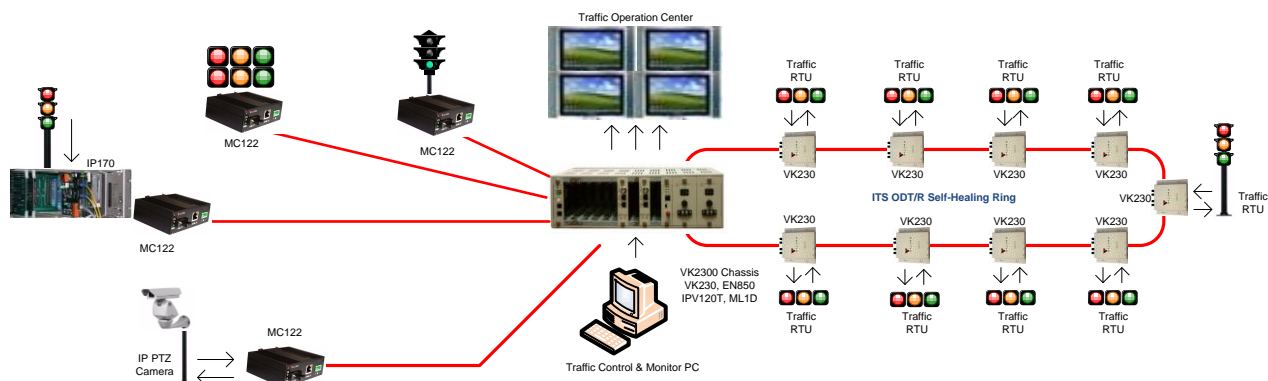 Traffic Operation Center
Traffic
RTU
Traffic
RTU
Traffic
RTU
Traffic
RTU
MC122
MC122
IP170
VK230
VK230
VK230
VK230
VK230
Traffic
RTU
ITS ODT/R Self-Healing Ring
MC122
VK230
VK230
VK230
VK230
VK2300 Chassis
VK230, EN850
IPV120T, ML1D
Traffic
RTU
Traffic
RTU
Traffic
RTU
Traffic
RTU
MC122
IP PTZ
Camera
Traffic Control & Monitor PC